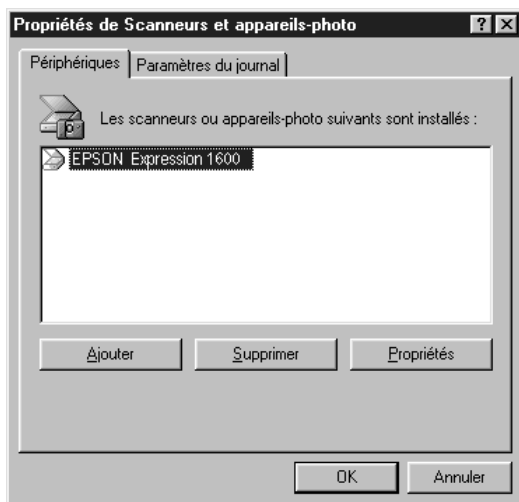 Propriétés de Scanneurs et appareils-photo
Périphériques Paramètres du journal
Les scanneurs ou appareils-photo suivants sont installés :
EPSON Expression 1600
Ajouter Supprimer Propriétés
OK Annuler